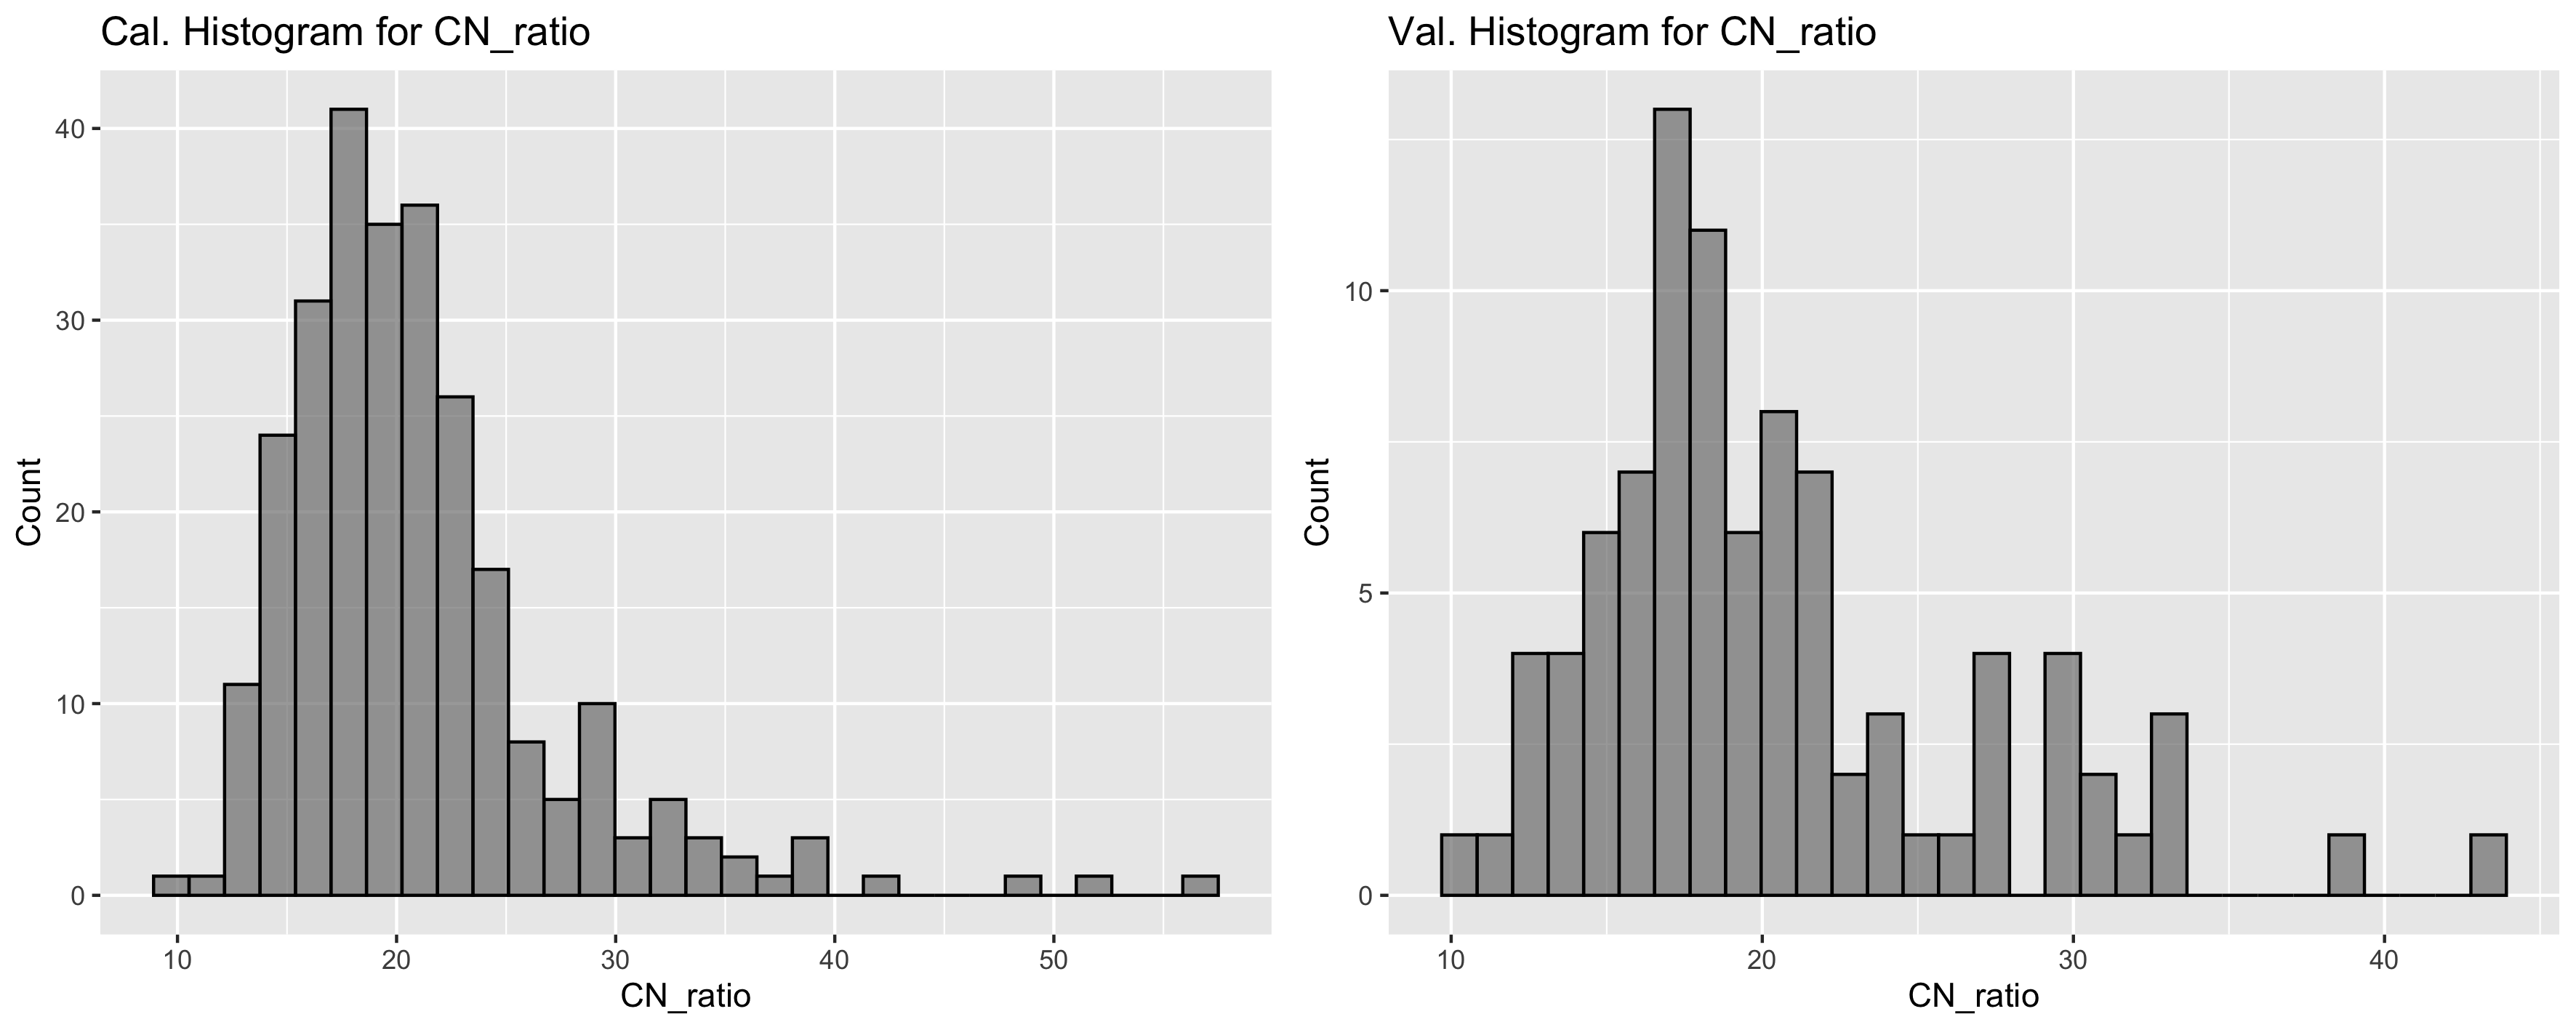 Cal. Histogram for CN_ratio
Count
40
30
20
10
0
10 20 30 40 50
CN_ratio
Val. Histogram for CN_ratio
Count
10
5
0
10 20 30 40
CN_ratio